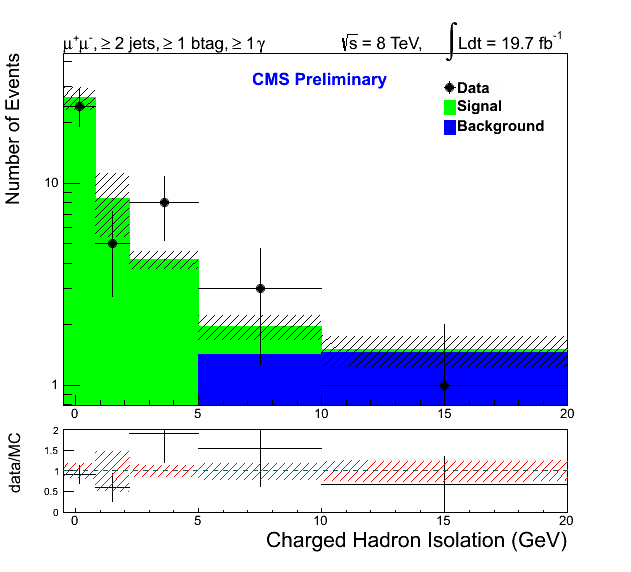 μ⁺μ⁻, ≥ 2 jets, ≥ 1 btag, ≥ 1 γ √s = 8 TeV, ∫ Ldt = 19.7 fb⁻¹
CMS Preliminary
Data
Signal
Background
Number of Events
10
1
0 5 10 15 20
data/MC
2
1.5
1
0.5
0
0 5 10 15 20
Charged Hadron Isolation (GeV)